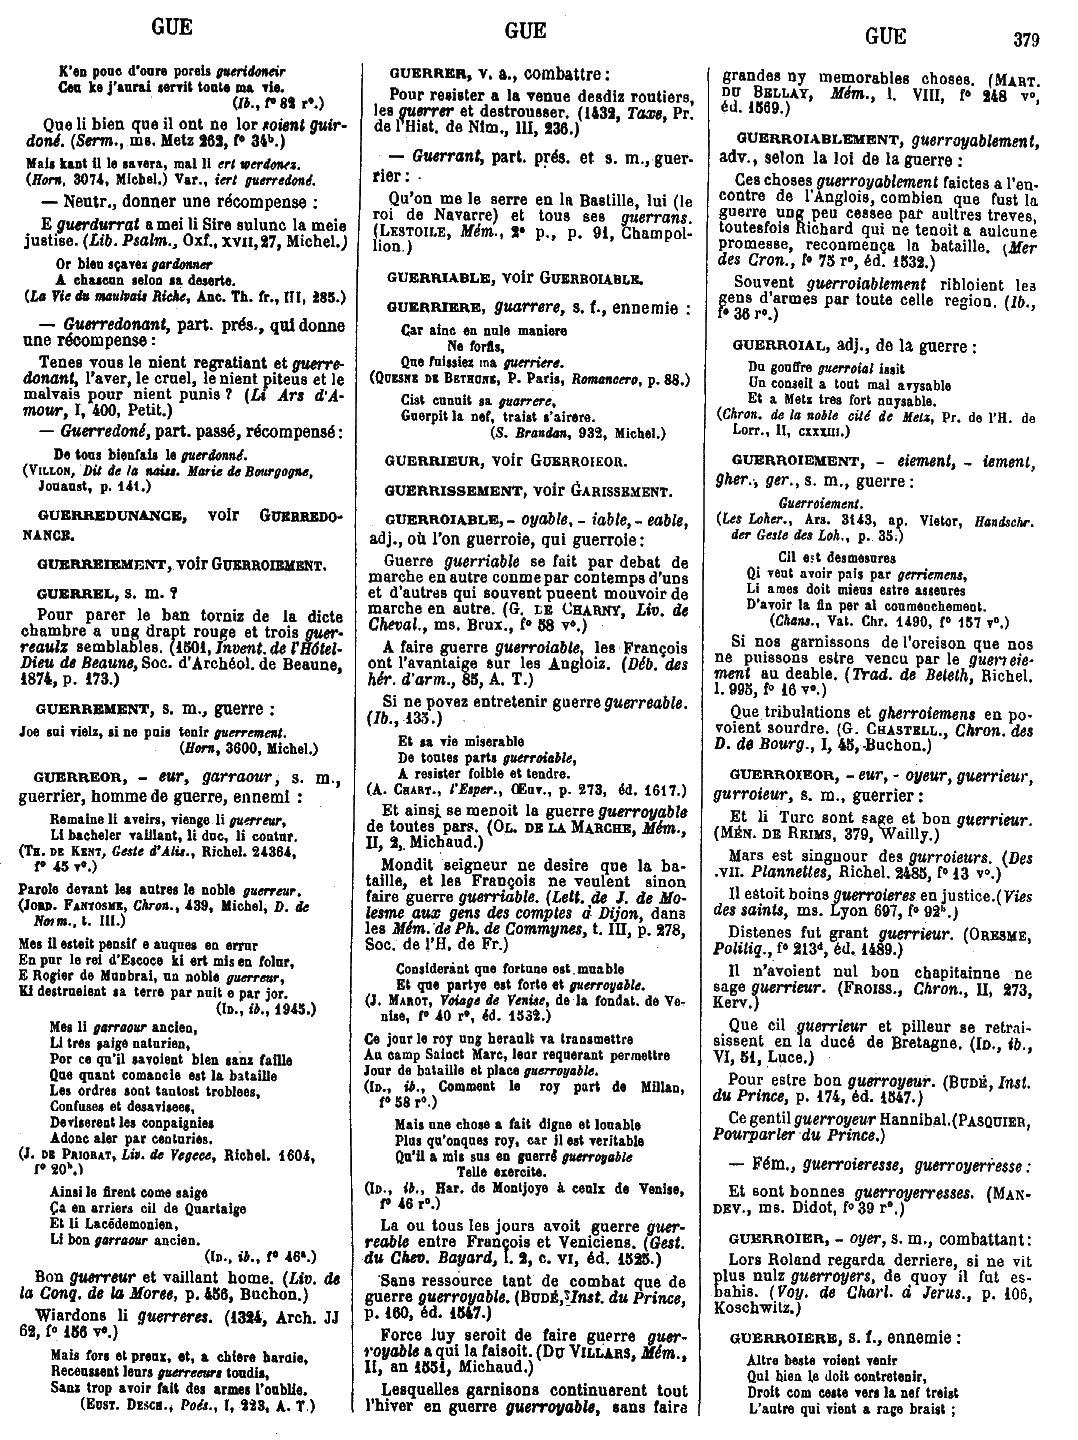 GUE
GUE
GUE
379
K'en pouc d'oure poreis gueridoneir
Ceu ke j'aurai servit toute ma vie.
(Ib., f° 82 r°.)
Que li bien que il ont ne lor soient guir-
doné. (Serm., ms. Metz 262, f° 34b.)
Mais kant il le savera, mal li ert werdonez.
(Horn, 3074, Michel.) Var., iert guerredoné.
— Neutr., donner une récompense :
E guerdurrat a mei li Sire sulunc la meie
justise. (Lib. Psalm., Oxf., XVII, 27, Michel.)
Or bien sçavez gardonner
A chascun selon sa deserte.
(La Vie du maulvais Riche, Anc. Th. fr., III, 285.)
— Guerredonant, part. prés., qui donne
une récompense :
Tenes vous le nient regratiant et guerre-
donant, l'aver, le cruel, le nient piteus et le
malvais pour nient punis ? (Li Ars d'A-
mour, I, 400, Petit.)
— Guerredoné, part. passé, récompensé :
De tous bienfais le guerdonné.
(VILLON, Dit de la naiss. Marie de Bourgogne,
Jouaust, p. 141.)
GUERREDUNANCE, voir GUERREDO-
NANCE.
GUERREIEMENT, voir GUERROIEMENT.
GUERREL, s. m. ?
Pour parer le ban torniz de la dicte
chambre a ung drapt rouge et trois guer-
reaulz semblables. (1501, Invent. de l'Hôtel-
Dieu de Beaune, Soc. d'Archéol. de Beaune,
1874, p. 173.)
GUERREMENT, s. m., guerre :
Joe sui vielz, si ne puis tenir guerrement.
(Horn, 3600, Michel.)
GUERREOR, - eur, garraour, s. m.,
guerrier, homme de guerre, ennemi :
Remaine li aveirs, vienge li guerreur,
Li bacheler vaillant, li duc, li contur.
(TH. DE KENT, Geste d'Alis., Richel. 24364,
f° 45 v°.)
Parole devant les autres le noble guerreur.
(JORD. FANTOSME, Chron., 439, Michel, D. de
Norm., t. III.)
Mes il esteit pensif e auques en errur
En pur le rei d'Escoce ki ert mis en folur,
E Rogier de Munbrai, un noble guerreur,
Ki destrueient sa terre par nuit e par jor.
(ID., ib., 1945.)
Mes li garraour ancien,
Li tres saige naturien,
Por ce qu'il savoient bien sanz faille
Que quant comancie est la bataille
Les ordres sont tantost troblees,
Confuses et desavisees,
Deviserent les conpaignies
Adonc aler par centuries.
(J. DE PRIORAT, Liv. de Vegece, Richel. 1604,
f° 20b.)
Ainsi le firent come saige
Ça en arriers cil de Quartaige
Et li Lacédemonien,
Li bon garraour ancien.
(ID., ib., f° 46a.)
Bon guerreur et vaillant home. (Liv. de
la Conq. de la Moree, p. 456, Buchon.)
Wiardons li guerreres. (1324, Arch. JJ
62, f° 156 v°.)
Mais fors et preux, et, a chiere hardie,
Receussent leurs guerreeurs toudis,
Sanz trop avoir fait des armes l'oublie.
(EUST. DESCH., Poés., I, 223, A. T.)
GUERRER, v. a., combattre :
Pour resister a la venue desdiz routiers,
les guerrer et destrousser. (1432, Taxe, Pr.
de l'Hist. de Nîm., III, 236.)
— Guerrant, part. prés. et s. m., guer-
rier :
Qu'on me le serre en la Bastille, lui (le
roi de Navarre) et tous ses guerrans.
(LESTOILE, Mém., 2e p., p. 91, Champol-
lion.)
GUERRIABLE, voir GUERROIABLE.
GUERRIERE, guarrere, s. f., ennemie :
Car ainc en nule maniere
Ne forfis,
Que fuissiez ma guerriere.
(QUESNE DE BETHUNE, P. Paris, Romancero, p. 88.)
Cist cunuit sa guarrere,
Guerpit la nef, traist s'airere.
(S. Brandan, 932, Michel.)
GUERRIEUR, voir GUERROIEOR.
GUERRISSEMENT, voir GARISSEMENT.
GUERROIABLE, - oyable, - iable, - eable,
adj., où l'on guerroie, qui guerroie :
Guerre guerriable se fait par debat de
marche en autre conme par contemps d'uns
et d'autres qui souvent pueent mouvoir de
marche en autre. (G. LE CHARNY, Liv. de
Cheval., ms. Brux., f° 58 v°.)
A faire guerre guerroiable, les François
ont l'avantaige sur les Anglois. (Déb. des
hér. d'arm., 85, A. T.)
Si ne povez entretenir guerre guerreable.
(Ib., 135.)
Et sa vie miserable
De toutes parts guerroiable,
A resister foible et tendre.
(A. CHART., l'Esper., Œuv., p. 273, éd. 1617.)
Et ainsi se menoit la guerre guerroyable
de toutes pars. (OL. DE LA MARCHE, Mém.,
II, 2, Michaud.)
Mondit seigneur ne desire que la ba-
taille, et les François ne veulent sinon
faire guerre guerriable. (Lett. de J. de Mo-
lesme aux gens des comptes à Dijon, dans
les Mém. de Ph. de Commynes, t. III, p. 278,
Soc. de l'H. de Fr.)
Considerant que fortune est muable
Et que partye est forte et guerroyable.
(J. MAROT, Voiage de Venise, de la fondat. de Ve-
nise, f° 40 r°, éd. 1532.)
Ce jour le roy ung herault va transmettre
Au camp Sainct Marc, leur requerant permettre
Jour de bataille et place guerroyable.
(ID., ib., Comment le roy part de Millan,
f° 58 r°.)
Mais une chose a fait digne et louable
Plus qu'onques roy, car il est veritable
Qu'il a mis sus en guerre guerroyable
Telle exercite.
(ID., ib., Har. de Montjoye à ceulx de Venise,
f° 46 r°.)
La ou tous les jours avoit guerre guer-
reable entre François et Veniciens. (Gest.
du Chev. Bayard, l. 2, c. VI, éd. 1525.)
Sans ressource tant de combat que de
guerre guerroyable. (BUDÉ, Inst. du Prince,
p. 160, éd. 1547.)
Force luy seroit de faire guerre guer-
royable a qui la faisoit. (DU VILLARS, Mém.,
II, an 1551, Michaud.)
Lesquelles garnisons continuerent tout
l'hiver en guerre guerroyable, sans faire
grandes ny memorables choses. (MART.
DU BELLAY, Mém., l. VIII, f° 248 v°,
éd. 1569.)
GUERROIABLEMENT, guerroyablement,
adv., selon la loi de la guerre :
Ces choses guerroyablement faictes a l'en-
contre de l'Anglois, combien que fust la
guerre ung peu cessee par aultres treves,
toutesfois Richard qui ne tenoit a aulcune
promesse, reconmença la bataille. (Mer
des Cron., f° 75 r°, éd. 1532.)
Souvent guerroiablement ribloient les
gens d'armes par toute celle region. (Ib.,
f° 36 r°.)
GUERROIAL, adj., de la guerre :
Du gouffre guerroial issit
Un conseil a tout mal avysable
Et a Metz tres fort nuysable.
(Chron. de la noble cité de Metz, Pr. de l'H. de
Lorr., II, CXXIII.)
GUERROIEMENT, - eiement, - iement,
gher., ger., s. m., guerre :
Guerroiement.
(Les Loher., Ars. 3143, ap. Vietor, Handschr.
der Geste des Loh., p. 35.)
Cil est desmesures
Qi veut avoir pais par gerriemens,
Li ames doit mieus estre asseures
D'avoir la fin per al coumenchement.
(Chans., Vat. Chr. 1490, f° 157 v°.)
Si nos garnissons de l'oreison que nos
ne puissons estre vencu par le guerreie-
ment au deable. (Trad. de Beleth, Richel.
l. 995, f° 16 v°.)
Que tribulations et gherroiemens en po-
voient sourdre. (G. CHASTELL., Chron. des
D. de Bourg., I, 45, Buchon.)
GUERROIEOR, - eur, - oyeur, guerrieur,
gurroieur, s. m., guerrier :
Et li Turc sont sage et bon guerrieur.
(MÉN. DE REIMS, 379, Wailly.)
Mars est singnour des gurroieurs. (Des
.VII. Plannettes, Richel. 2485, f° 13 v°.)
Il estoit boins guerroieres en justice. (Vies
des saints, ms. Lyon 697, f° 92b.)
Distenes fut grant guerrieur. (ORESME,
Politiq., f° 213d, éd. 1489.)
Il n'avoient nul bon chapitainne ne
sage guerrieur. (FROISS., Chron., II, 273,
Kerv.)
Que cil guerrieur et pilleur se retrai-
sissent en la ducé de Bretagne. (ID., ib.,
VI, 51, Luce.)
Pour estre bon guerroyeur. (BUDÉ, Inst.
du Prince, p. 174, éd. 1547.)
Ce gentil guerroyeur Hannibal. (PASQUIER,
Pourparler du Prince.)
— Fém., guerroieresse, guerroyerresse :
Et sont bonnes guerroyerresses. (MAN-
DEV., ms. Didot, f° 39 r°.)
GUERROIER, - oyer, s. m., combattant :
Lors Roland regarda derriere, si ne vit
plus nulz guerroyers, de quoy il fut es-
bahis. (Voy. de Charl. à Jerus., p. 106,
Koschwitz.)
GUERROIERE, s. f., ennemie :
Altre beste voient venir
Qui bien le doit contretenir,
Droit com ceste vers la nef treist
L'autre qui vient a rage braist ;